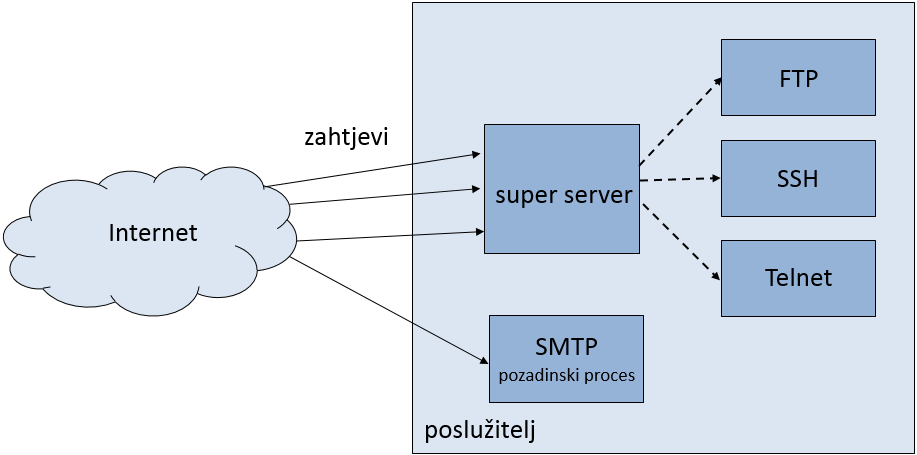 zahtjevi
Internet
super server
FTP
SSH
Telnet
SMTP
pozadinski proces
poslužitelj